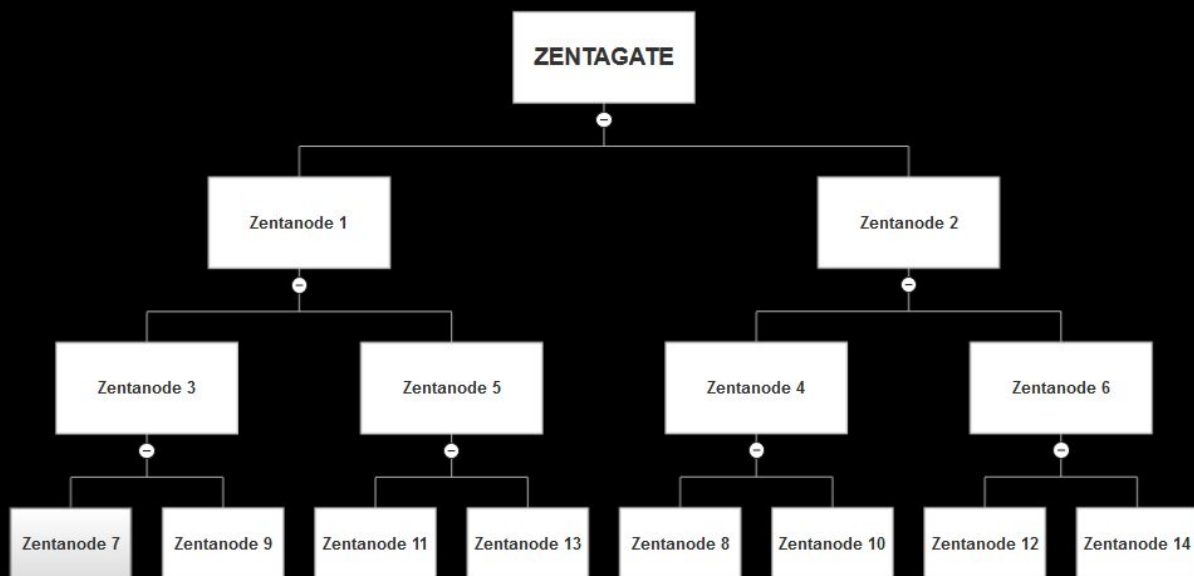 ZENTAGATE
Zentanode 1
Zentanode 2
Zentanode 3
Zentanode 5
Zentanode 4
Zentanode 6
Zentanode 7
Zentanode 9
Zentanode 11
Zentanode 13
Zentanode 8
Zentanode 10
Zentanode 12
Zentanode 14